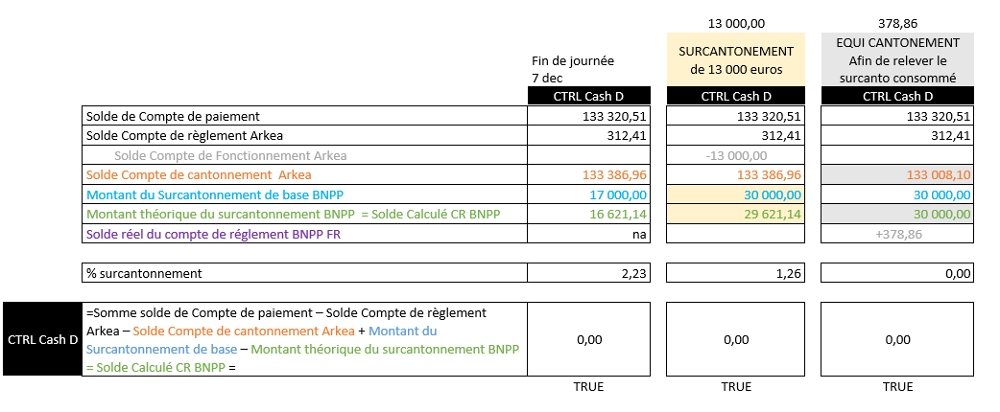 13 000,00 378,86
SURCANTONEMENT EQUI CANTONEMENT
Fin de journée de 13 000 euros Afin de relever le
7 dec surcanto consommé
CTRL Cash D CTRL Cash D CTRL Cash D
Solde de Compte de paiement 133 320,51 133 320,51 133 320,51
Solde Compte de règlement Arkea 312,41 312,41 312,41
Solde Compte de Fonctionnement Arkea -13 000,00
Solde Compte de cantonnement Arkea 133 386,96 133 386,96 133 008,10
Montant du Surcantonnement de base BNPP 17 000,00 30 000,00 30 000,00
Montant théorique du surcantonnement BNPP = Solde Calculé CR BNPP 16 621,14 29 621,14 30 000,00
Solde réel du compte de réglement BNPP FR na +378,86
% surcantonnement 2,23 1,26 0,00
=Somme solde de Compte de paiement – Solde Compte de règlement
CTRL Cash D Arkea – Solde Compte de cantonnement Arkea + Montant du 0,00 0,00 0,00
Surcantonnement de base – Montant théorique du surcantonnement BNPP
= Solde Calculé CR BNPP =
TRUE TRUE TRUE